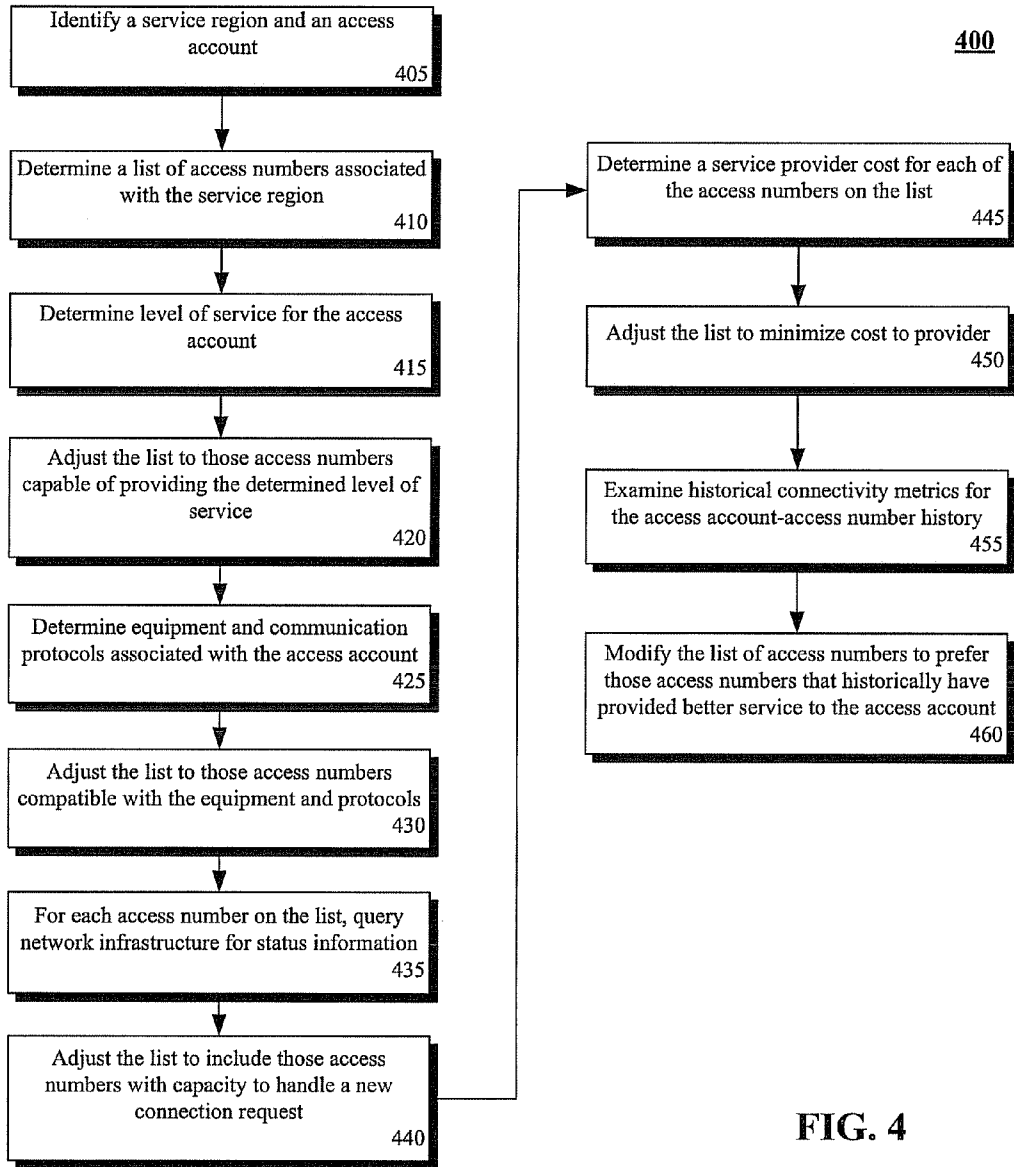 Identify a service region and an access
account
405
Determine a list of access numbers associated
with the service region
410
Determine level of service for the access
account
415
Adjust the list to those access numbers
capable of providing the determined level of
service
420
Determine equipment and communication
protocols associated with the access account
425
Adjust the list to those access numbers
compatible with the equipment and protocols
430
For each access number on the list, query
network infrastructure for status information
435
Adjust the list to include those access
numbers with capacity to handle a new
connection request
440
400
Determine a service provider cost for each of
the access numbers on the list
445
Adjust the list to minimize cost to provider
450
Examine historical connectivity metrics for
the access account-access number history
455
Modify the list of access numbers to prefer
those access numbers that historically have
provided better service to the access account
460
FIG. 4